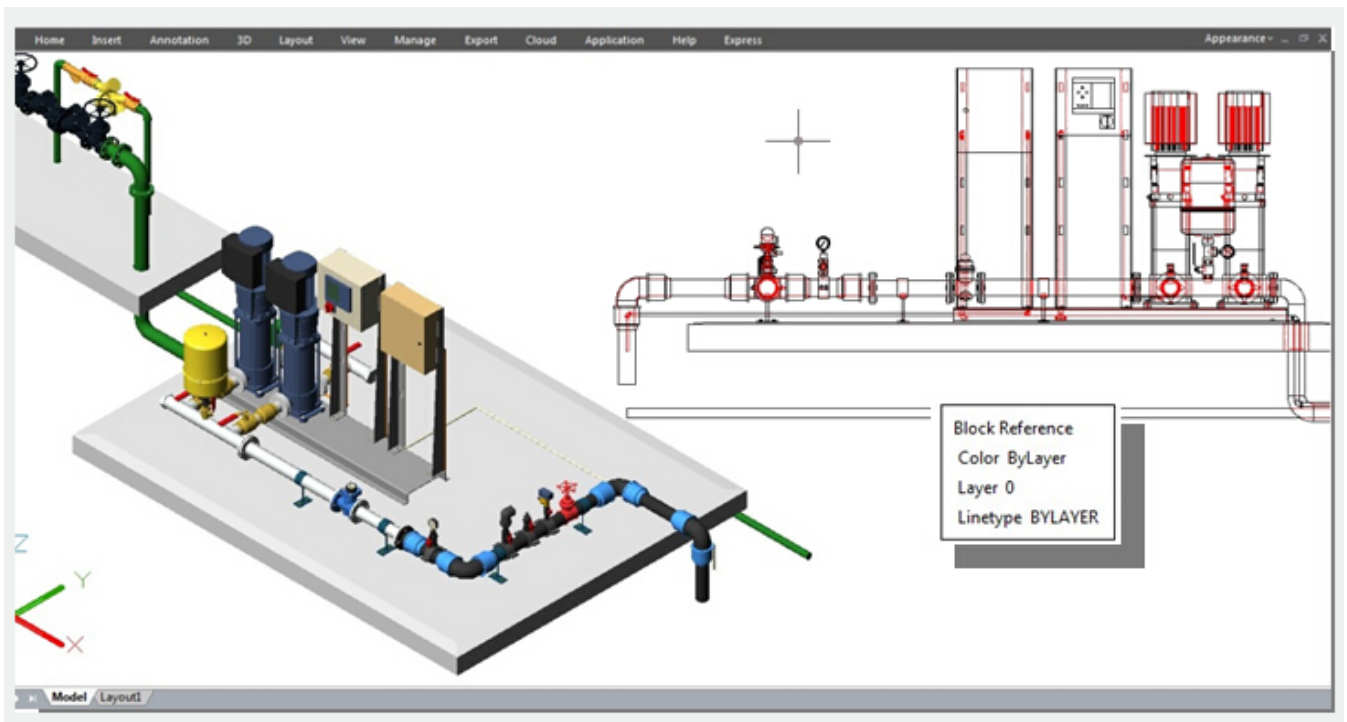 Home Insert Annotation 3D Layout View Manage Export Cloud Application Help Express Appearance
Block Reference
Color ByLayer
Layer 0
Linetype BYLAYER
Z
Y
X
Model Layout1